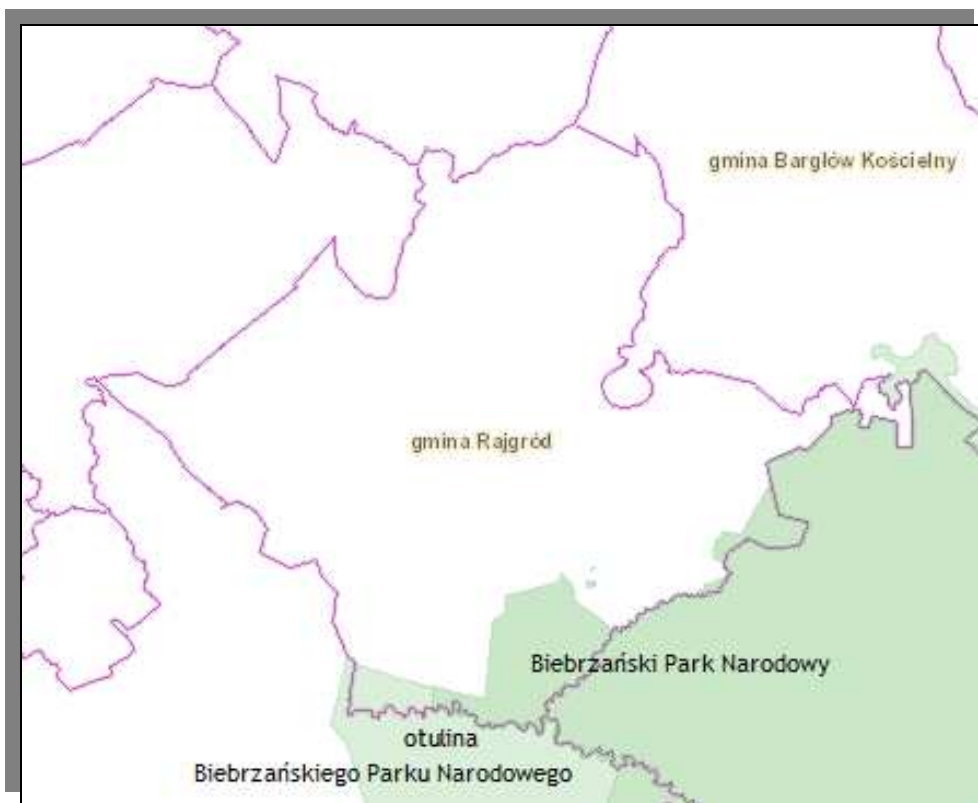 gmina Bargłów Kościelny
gmina Rajgród
Biebrzański Park Narodowy
otulina
Biebrzańskiego Parku Narodowego